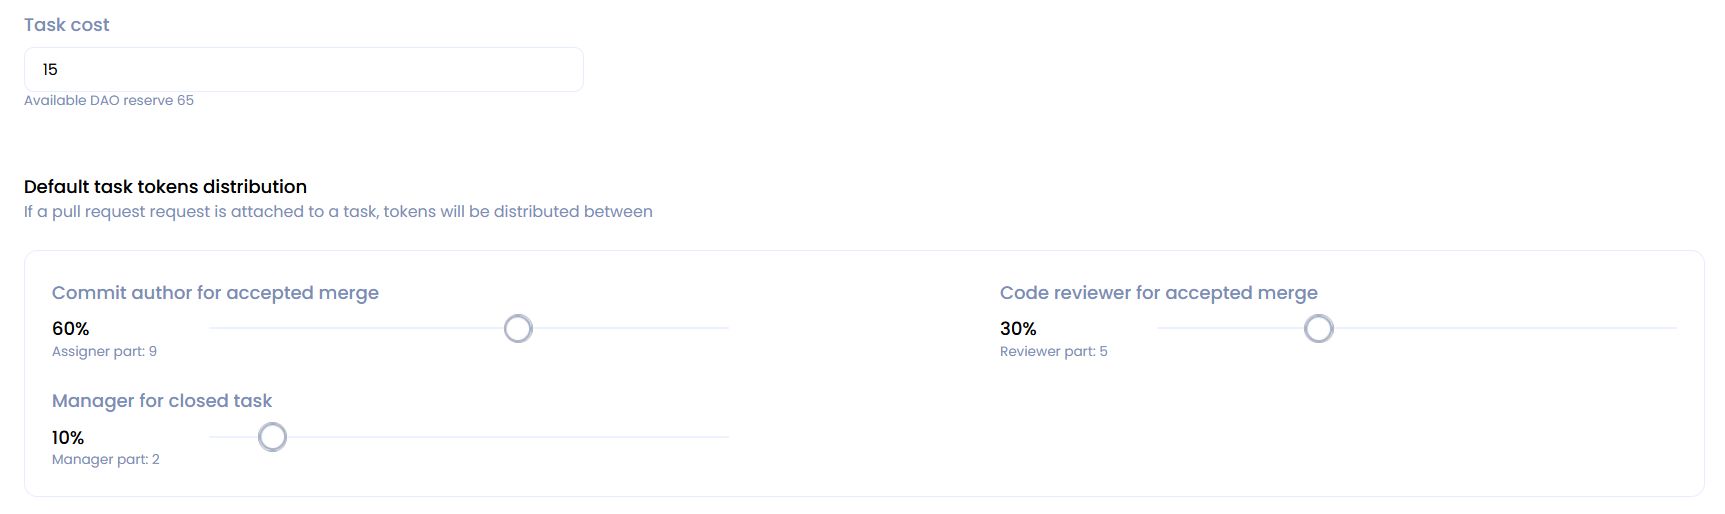 Task cost
15
Available DAO reserve 65
Default task tokens distribution
If a pull request request is attached to a task, tokens will be distributed between
Commit author for accepted merge
60%
Assigner part: 9
Code reviewer for accepted merge
30%
Reviewer part: 5
Manager for closed task
10%
Manager part: 2